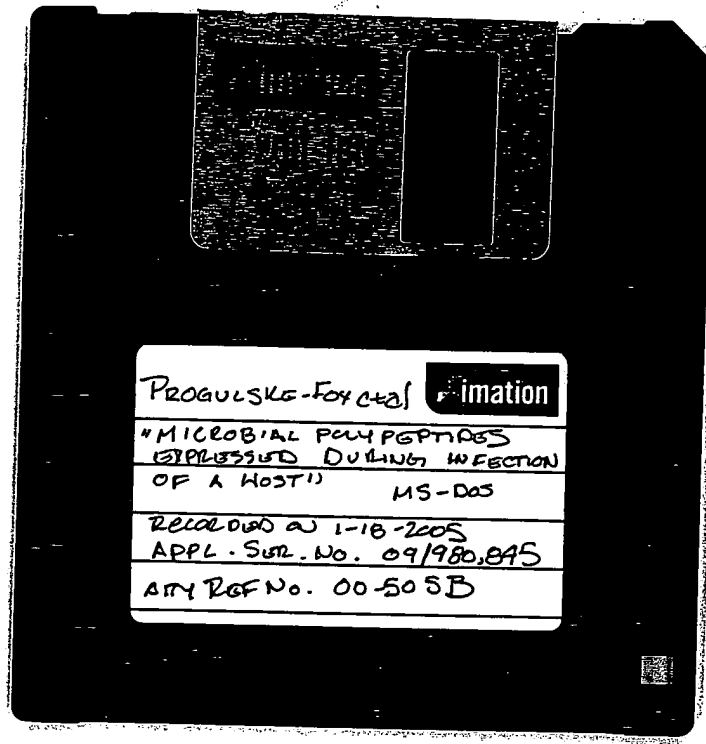 PROGULSKE-FOX et al
imation
"MICROBIAL POLYPEPTIDES
EXPRESSED DURING INFECTION
OF A HOST"
MS-DOS
RECORDED ON 1-18-2005
APPL. SER. NO. 09/980,845
ATTY REF NO. 00-505B